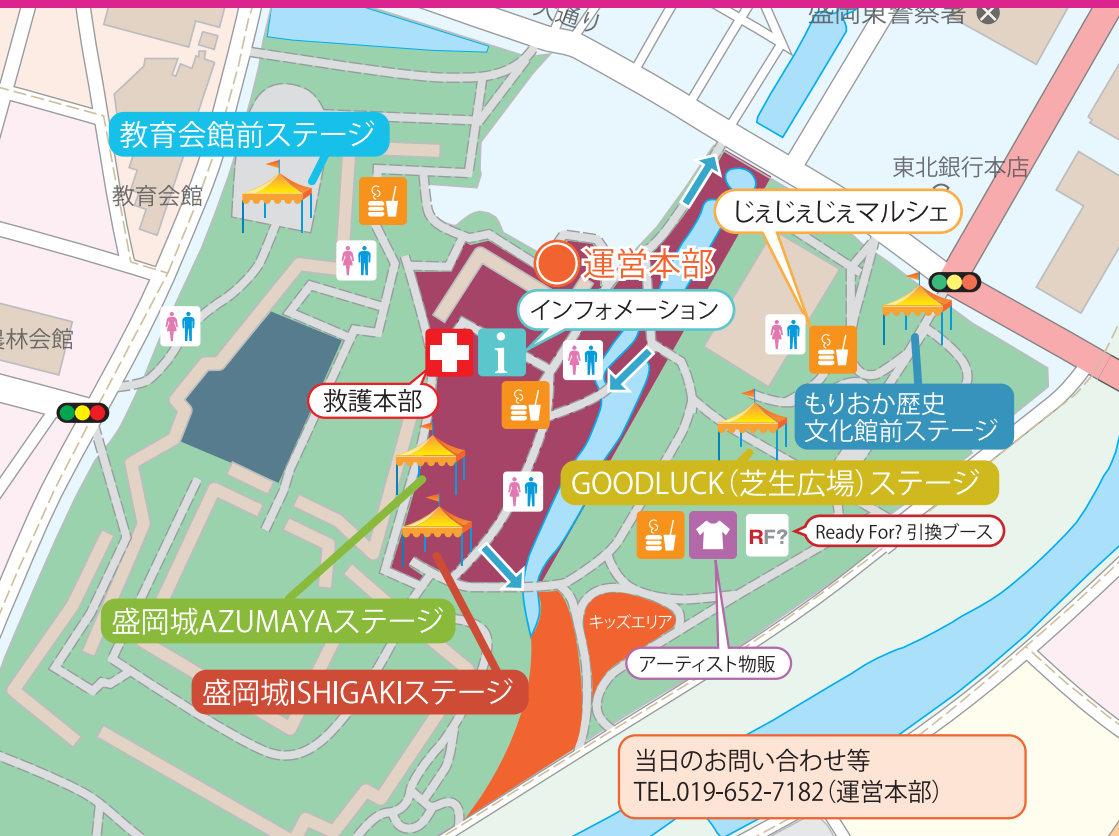 盛岡東警察署
教育会館前ステージ
教育会館
東北銀行本店
じぇじぇじぇマルシェ
運営本部
インフォメーション
i
林会館
救護本部
もりおか歴史
文化館前ステージ
GOODLUCK（芝生広場）ステージ
RF?
Ready For? 引換ブース
盛岡城AZUMAYAステージ
キッズエリア
アーティスト物販
盛岡城ISHIGAKIステージ
当日のお問い合わせ等
TEL.019-652-7182（運営本部）